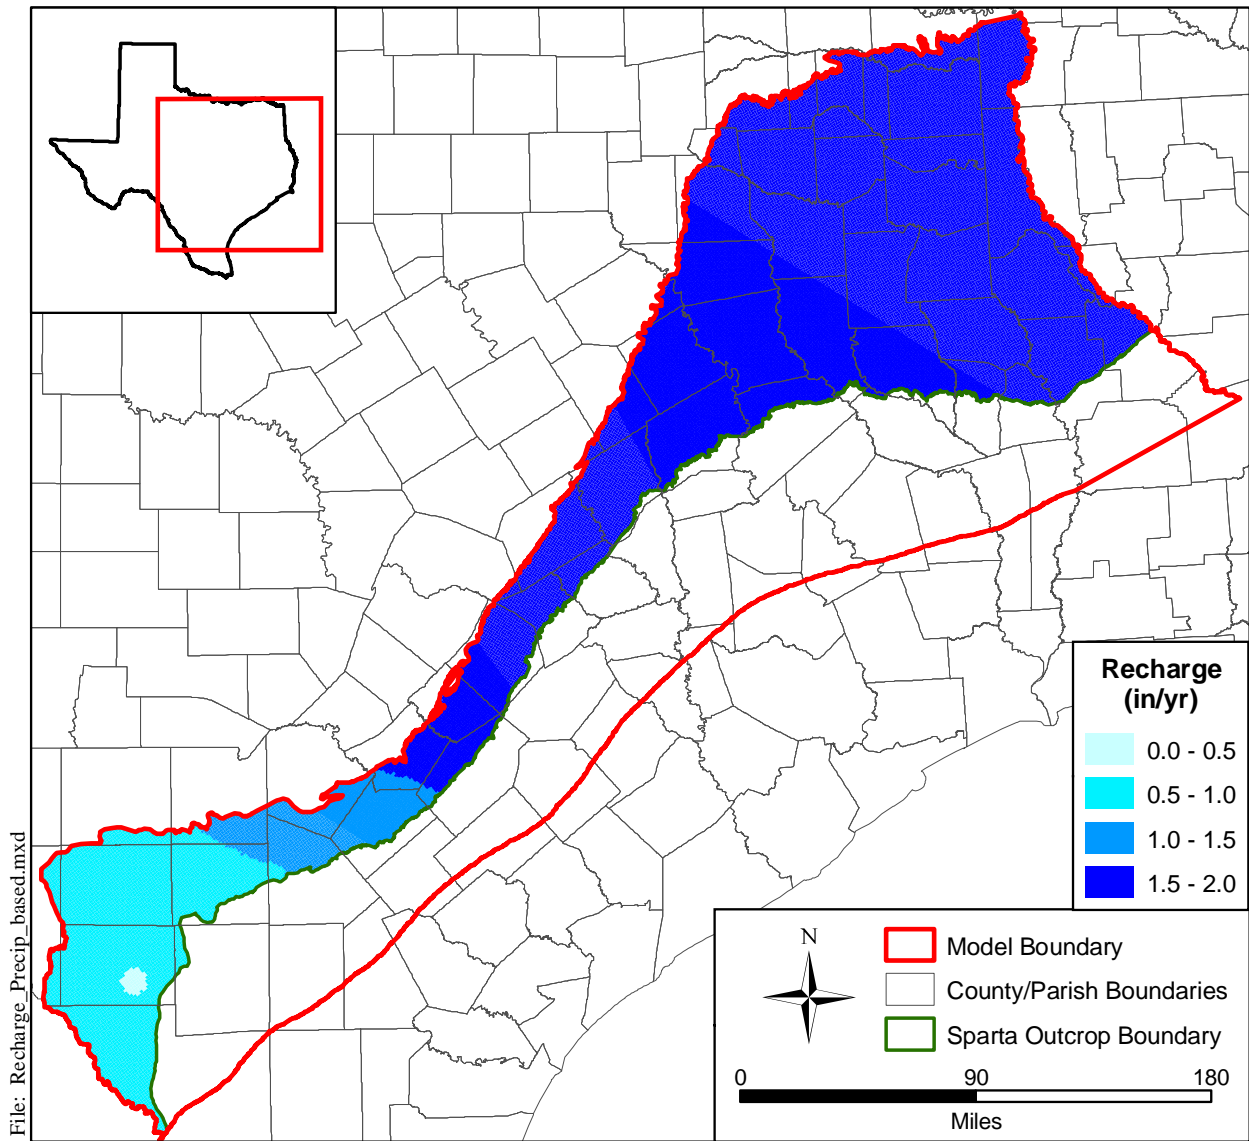 Recharge
(in/yr)
0.0 - 0.5
0.5 - 1.0
1.0 - 1.5
1.5 - 2.0
N
Model Boundary
County/Parish Boundaries
Sparta Outcrop Boundary
0 90 180
Miles
File: Recharge_Precip_based.mxd